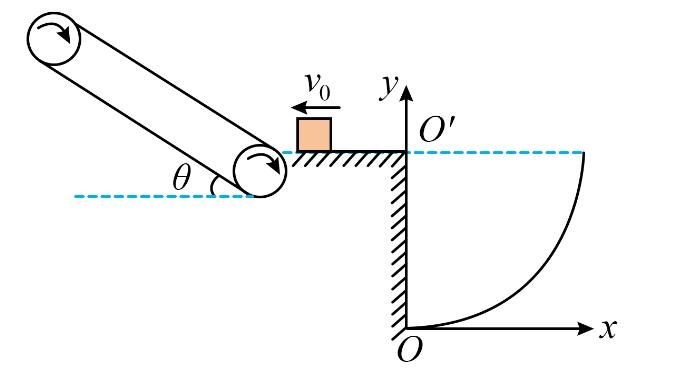 v₀
y
O′
θ
x
O